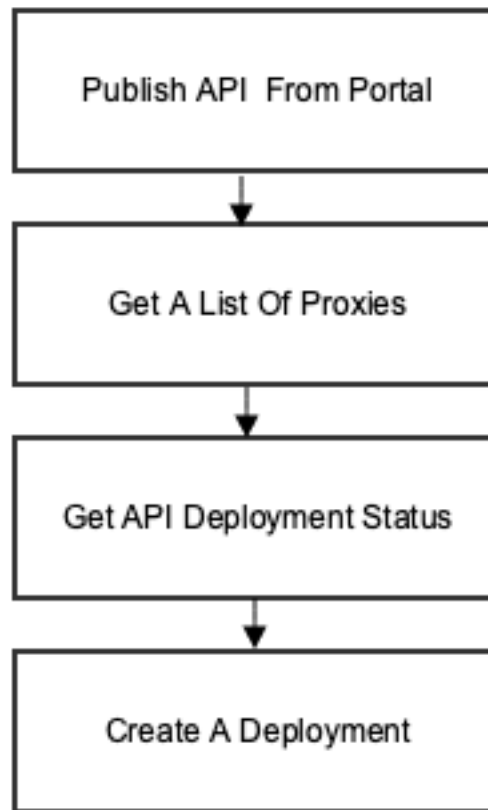 Publish API From Portal
Get A List Of Proxies
Get API Deployment Status
Create A Deployment